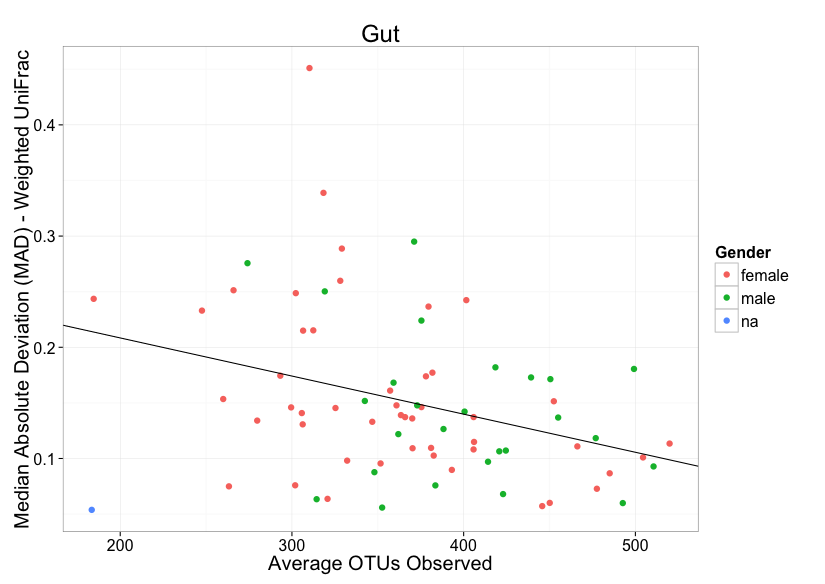 Gut
Median Absolute Deviation (MAD) - Weighted UniFrac
0.4
0.3
0.2
0.1
200 300 400 500
Average OTUs Observed
Gender
female
male
na